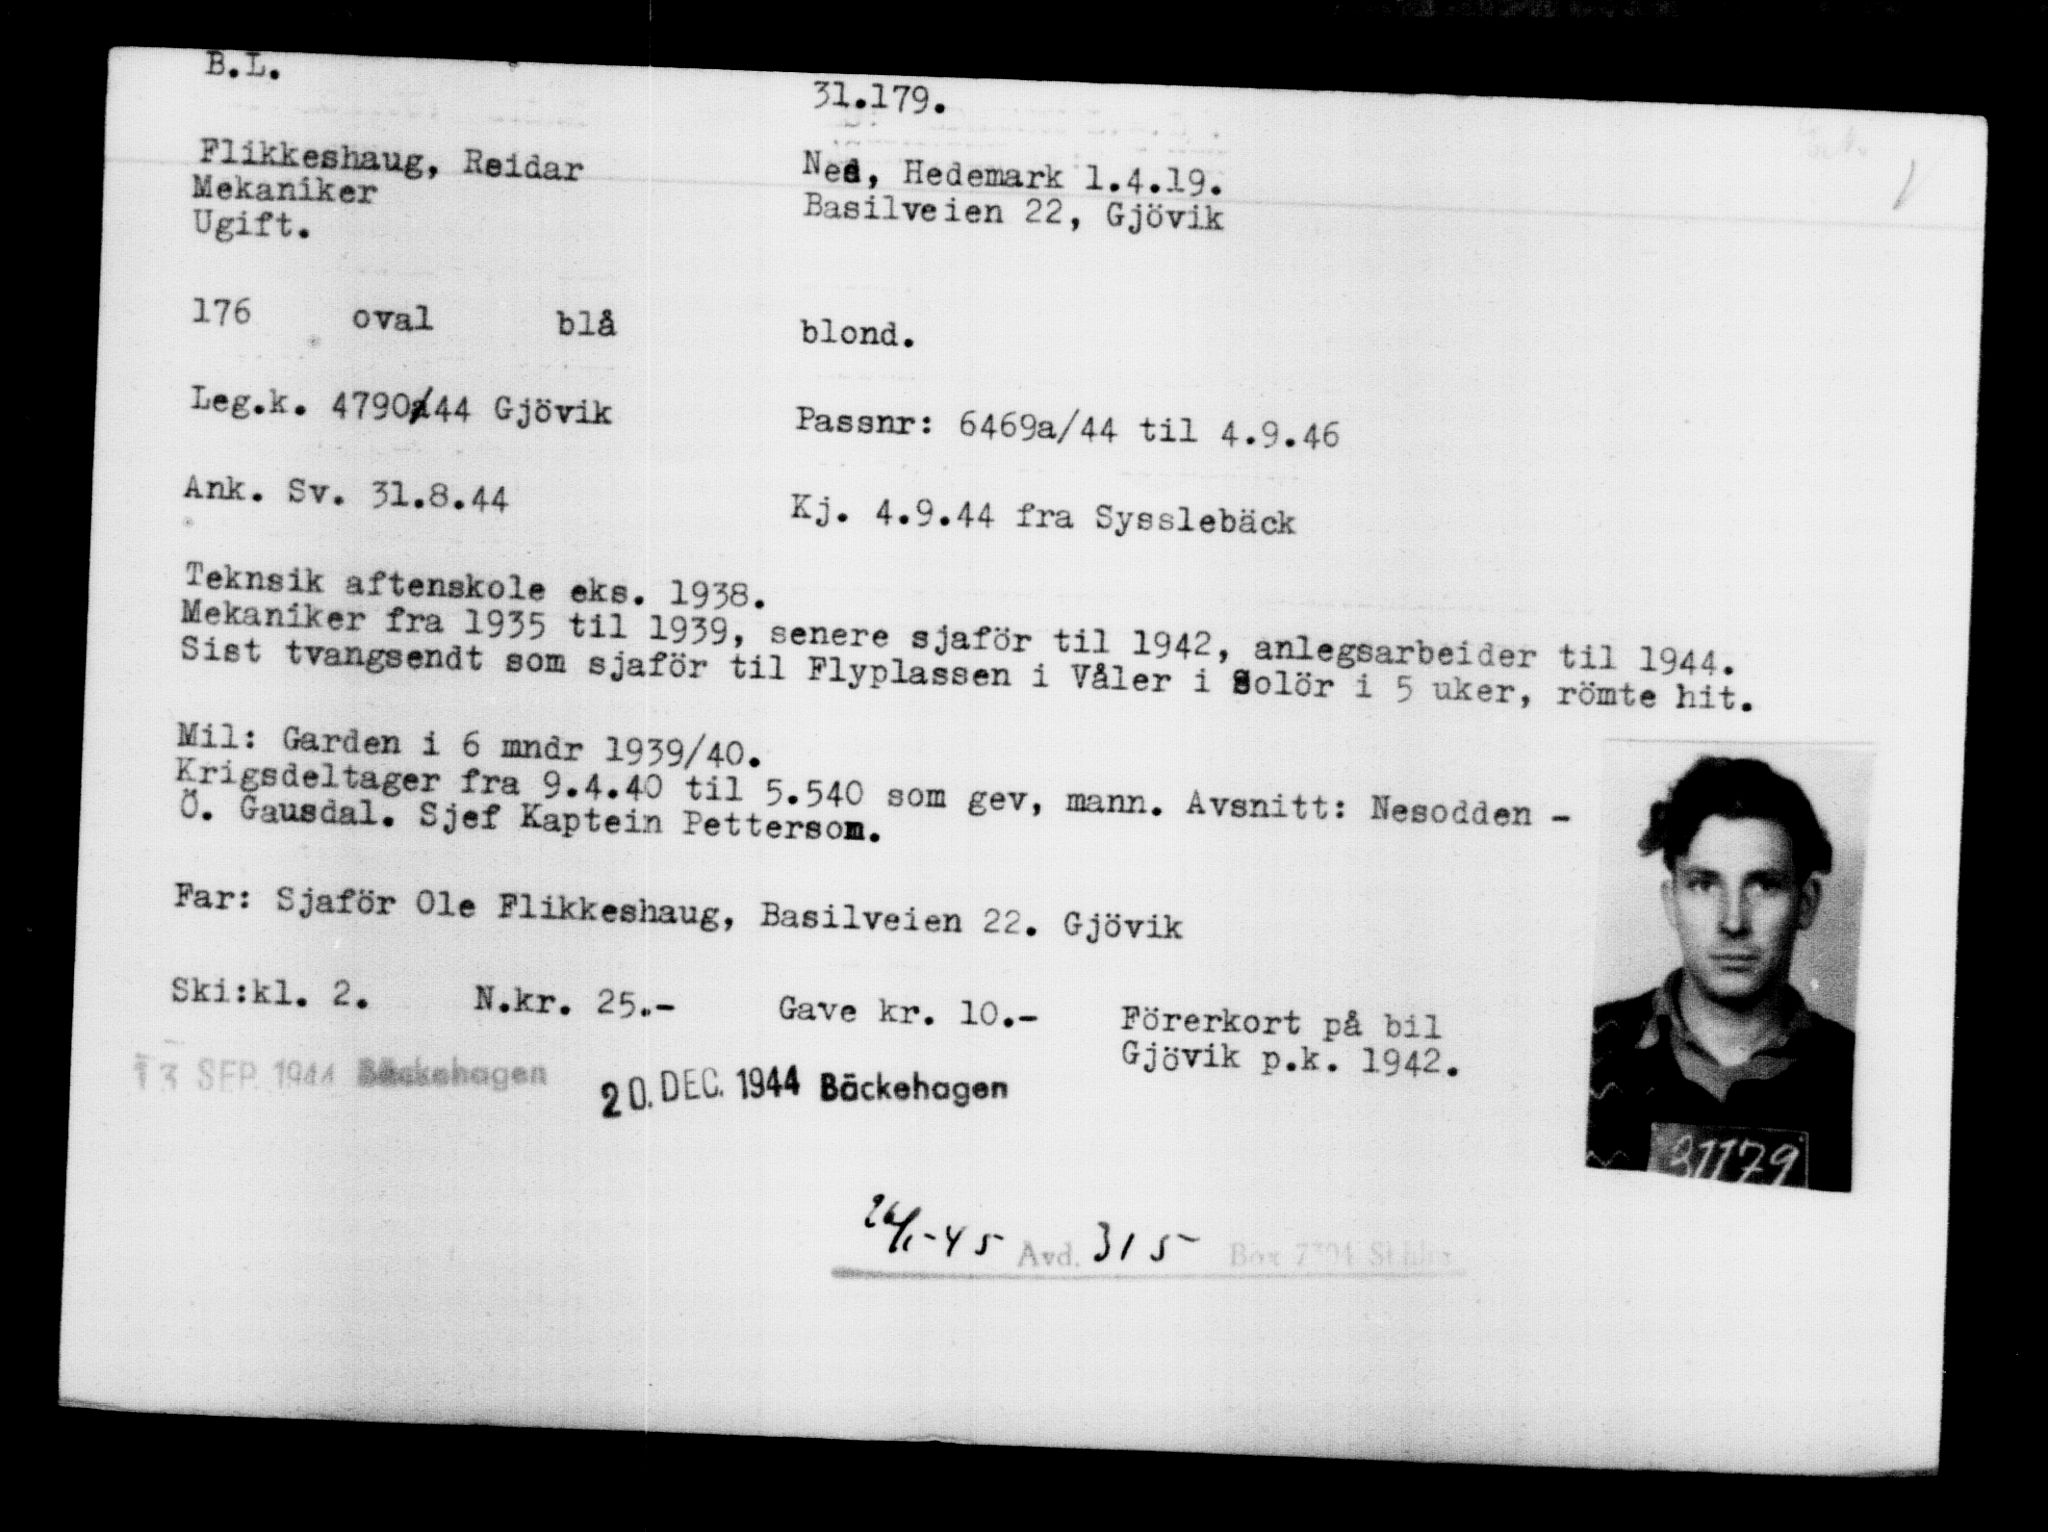 B.L.
31.179.
Flikkeshaug, Reidar
Nes, Hedemark 1.4.19.
Mekaniker
Basilveien 22, Gjövik
Ugift.
176 oval blå blond.
Leg.k. 4790/44 Gjövik
Passnr: 6469a/44 til 4.9.46
Ank. Sv. 31.8.44
Kj. 4.9.44 fra Sysslebäck
Teknsik aftenskole eks. 1938.
Mekaniker fra 1935 til 1939, senere sjaför til 1942, anlegsarbeider til 1944.
Sist tvangsendt som sjaför til Flyplassen i Våler i Solör i 5 uker, römte hit.
Mil: Garden i 6 mndr 1939/40.
Krigsdeltager fra 9.4.40 til 5.540 som gev, mann. Avsnitt: Nesodden -
Ö. Gausdal. Sjef Kaptein Petterson.
Far: Sjaför Ole Flikkeshaug, Basilveien 22. Gjövik
Ski:kl. 2. N.kr. 25.- Gave kr. 10.- Förerkort på bil
Gjövik p.k. 1942.
13 SEP. 1944 Bäckehagen
20. DEC. 1944 Bäckehagen
31179
26/1-45 Avd. 315 Box